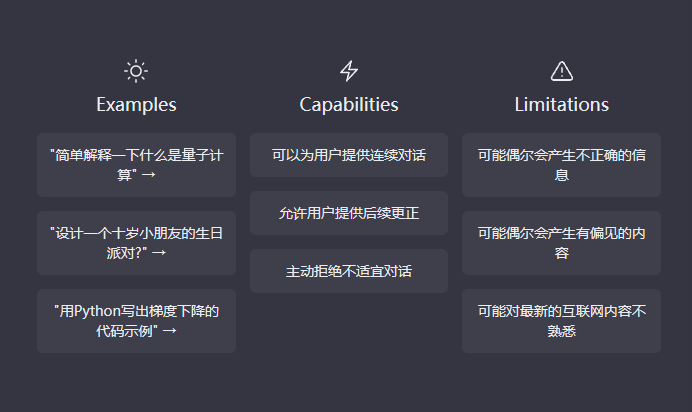 Examples
"简单解释一下什么是量子计
算" →
"设计一个十岁小朋友的生日
派对?" →
"用Python写出梯度下降的
代码示例" →
Capabilities
可以为用户提供连续对话
允许用户提供后续更正
主动拒绝不适宜对话
Limitations
可能偶尔会产生不正确的信
息
可能偶尔会产生有偏见的内
容
可能对最新的互联网内容不
熟悉